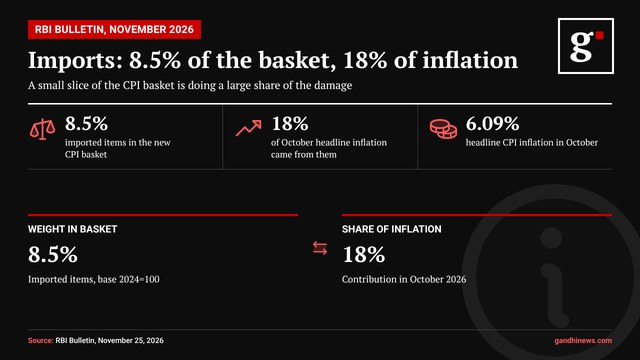 RBI BULLETIN, NOVEMBER 2026
g
Imports: 8.5% of the basket, 18% of inflation
A small slice of the CPI basket is doing a large share of the damage
8.5%
imported items in the new
CPI basket
18%
of October headline inflation
came from them
6.09%
headline CPI inflation in October
WEIGHT IN BASKET
8.5%
Imported items, base 2024=100
SHARE OF INFLATION
18%
Contribution in October 2026
Source: RBI Bulletin, November 25, 2026
gandhinews.com